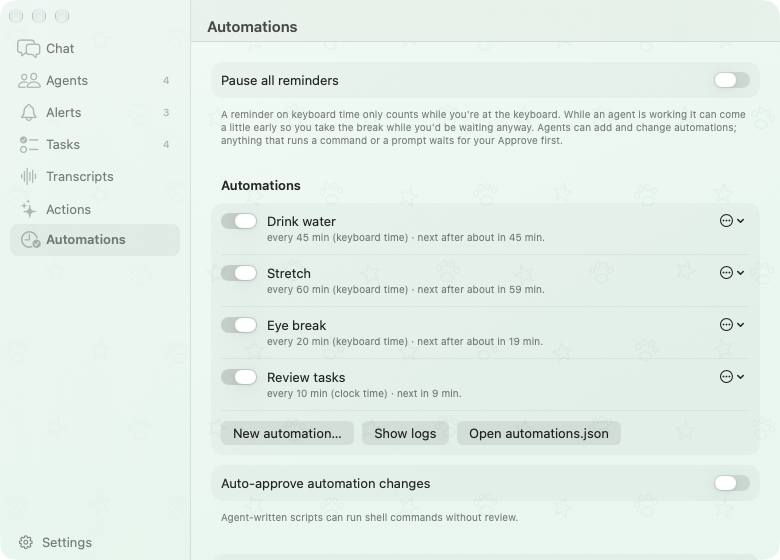 Automations
Chat
Agents 4
Alerts 3
Tasks 4
Transcripts
Actions
Automations
Settings
Pause all reminders
A reminder on keyboard time only counts while you're at the keyboard. While an agent is working it can come
a little early so you take the break while you'd be waiting anyway. Agents can add and change automations;
anything that runs a command or a prompt waits for your Approve first.
Automations
Drink water
every 45 min (keyboard time) · next after about in 45 min.
Stretch
every 60 min (keyboard time) · next after about in 59 min.
Eye break
every 20 min (keyboard time) · next after about in 19 min.
Review tasks
every 10 min (clock time) · next in 9 min.
New automation... Show logs Open automations.json
Auto-approve automation changes
Agent-written scripts can run shell commands without review.